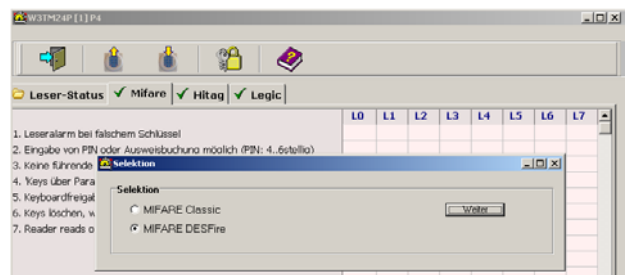 W3TM24P [1] P4
Leser-Status Mifare Hitag Legic
L0 L1 L2 L3 L4 L5 L6 L7
1. Leseralarm bei falschem Schlüssel
2. Eingabe von PIN oder Ausweisbuchung möglich (PIN: 4..6stellig)
3. Keine führende
Selektion
4. 'Keys über Para
Selektion
5. Keyboardfreigal
MIFARE Classic
Weiter
6. Keys löschen, w
MIFARE DESFire
7. Reader reads o